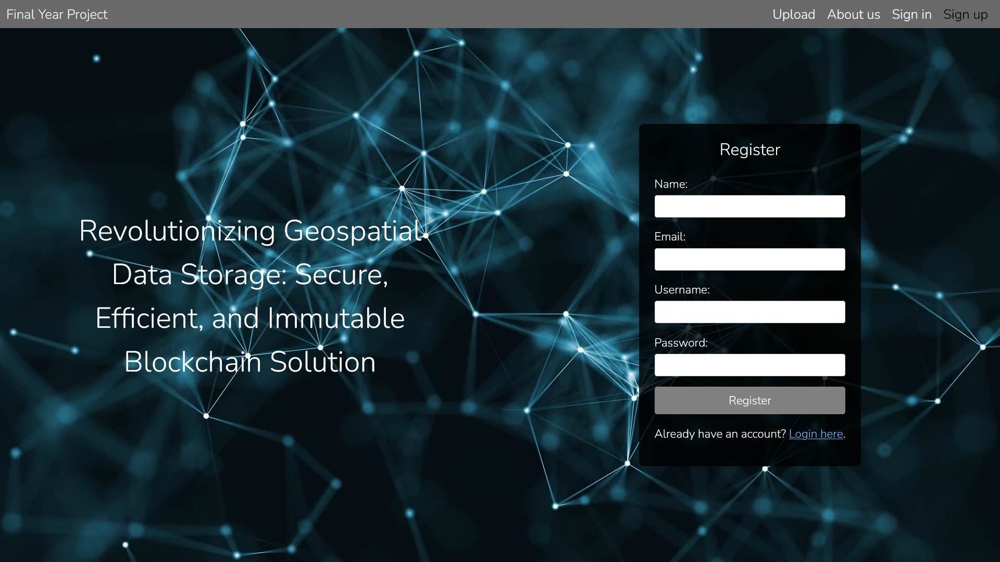 Final Year Project
Upload About us Sign in Sign up
Revolutionizing Geospatial
Data Storage: Secure,
Efficient, and Immutable
Blockchain Solution
Register
Name:
Email:
Username:
Password:
Register
Already have an account? Login here.